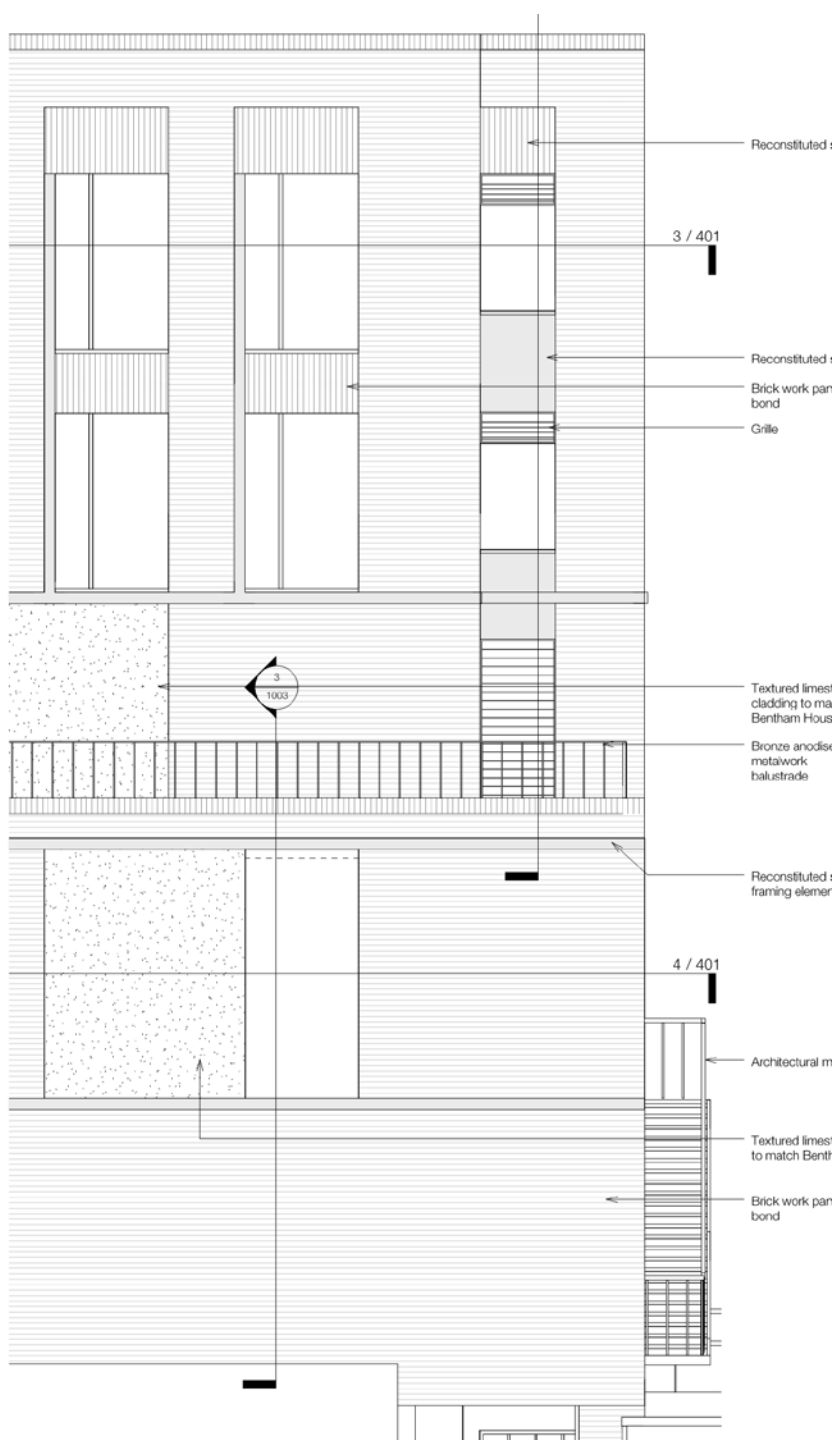 Reconstituted s
3 / 401
Reconstituted s
Brick work pan
bond
Grille
3
1003
Textured limest
cladding to ma
Bentham Hous
Bronze anodise
metalwork
balustrade
Reconstituted s
framing elemer
4 / 401
Architectural m
Textured limest
to match Benth
Brick work pan
bond